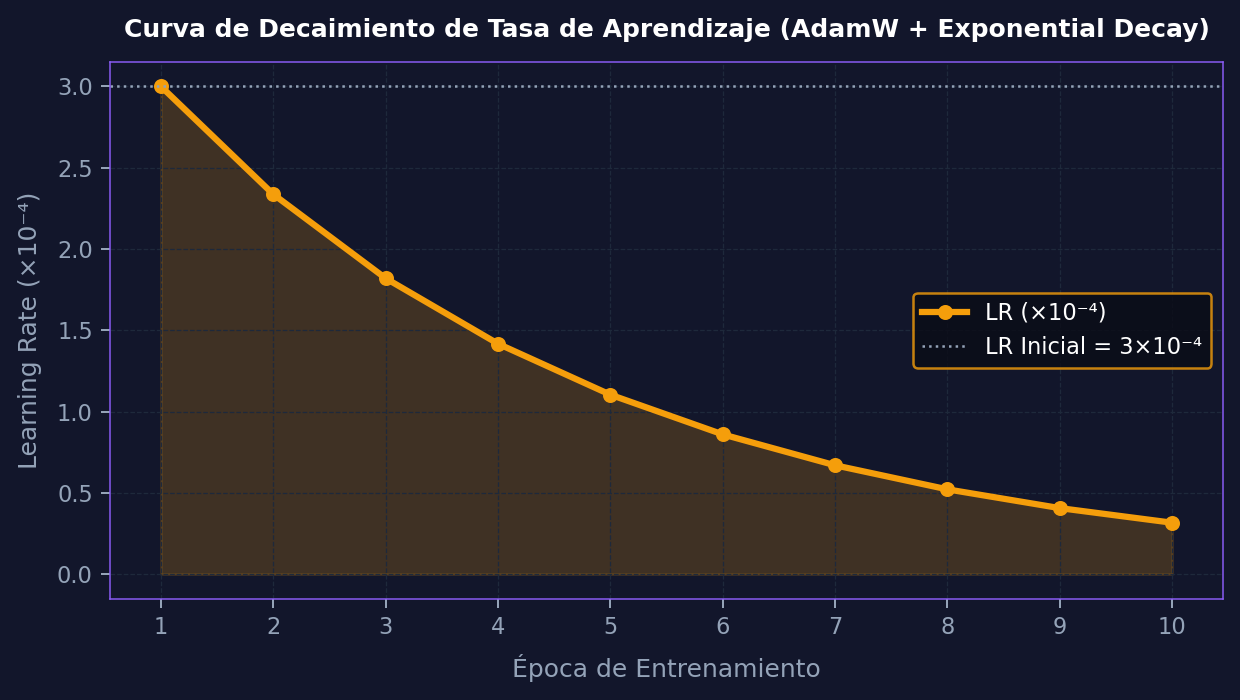 Curva de Decaimiento de Tasa de Aprendizaje (AdamW + Exponential Decay)
Learning Rate (×10⁻⁴)
3.0
2.5
2.0
1.5
1.0
0.5
0.0
LR (×10⁻⁴)
LR Inicial = 3×10⁻⁴
1 2 3 4 5 6 7 8 9 10
Época de Entrenamiento